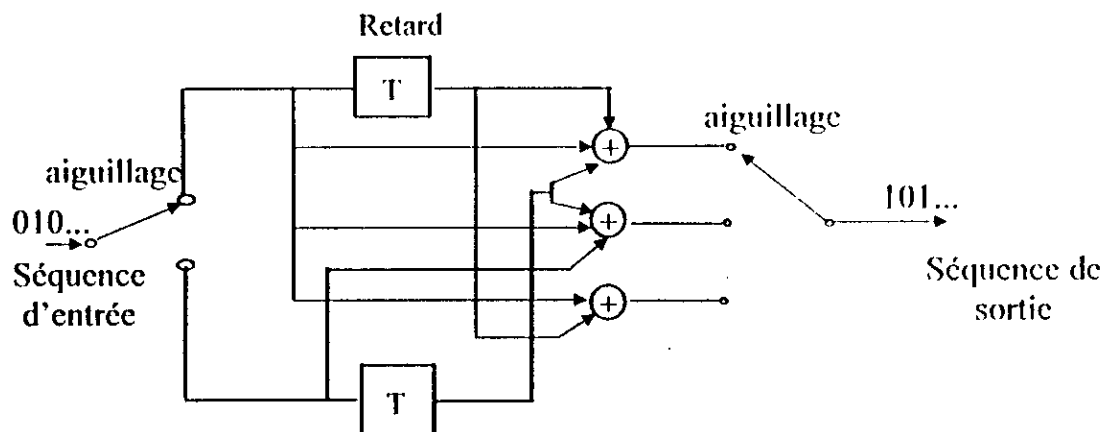 Retard
T
aiguillage
+
aiguillage
010...
101...
+
Séquence
d'entrée
Séquence de
sortie
+
T